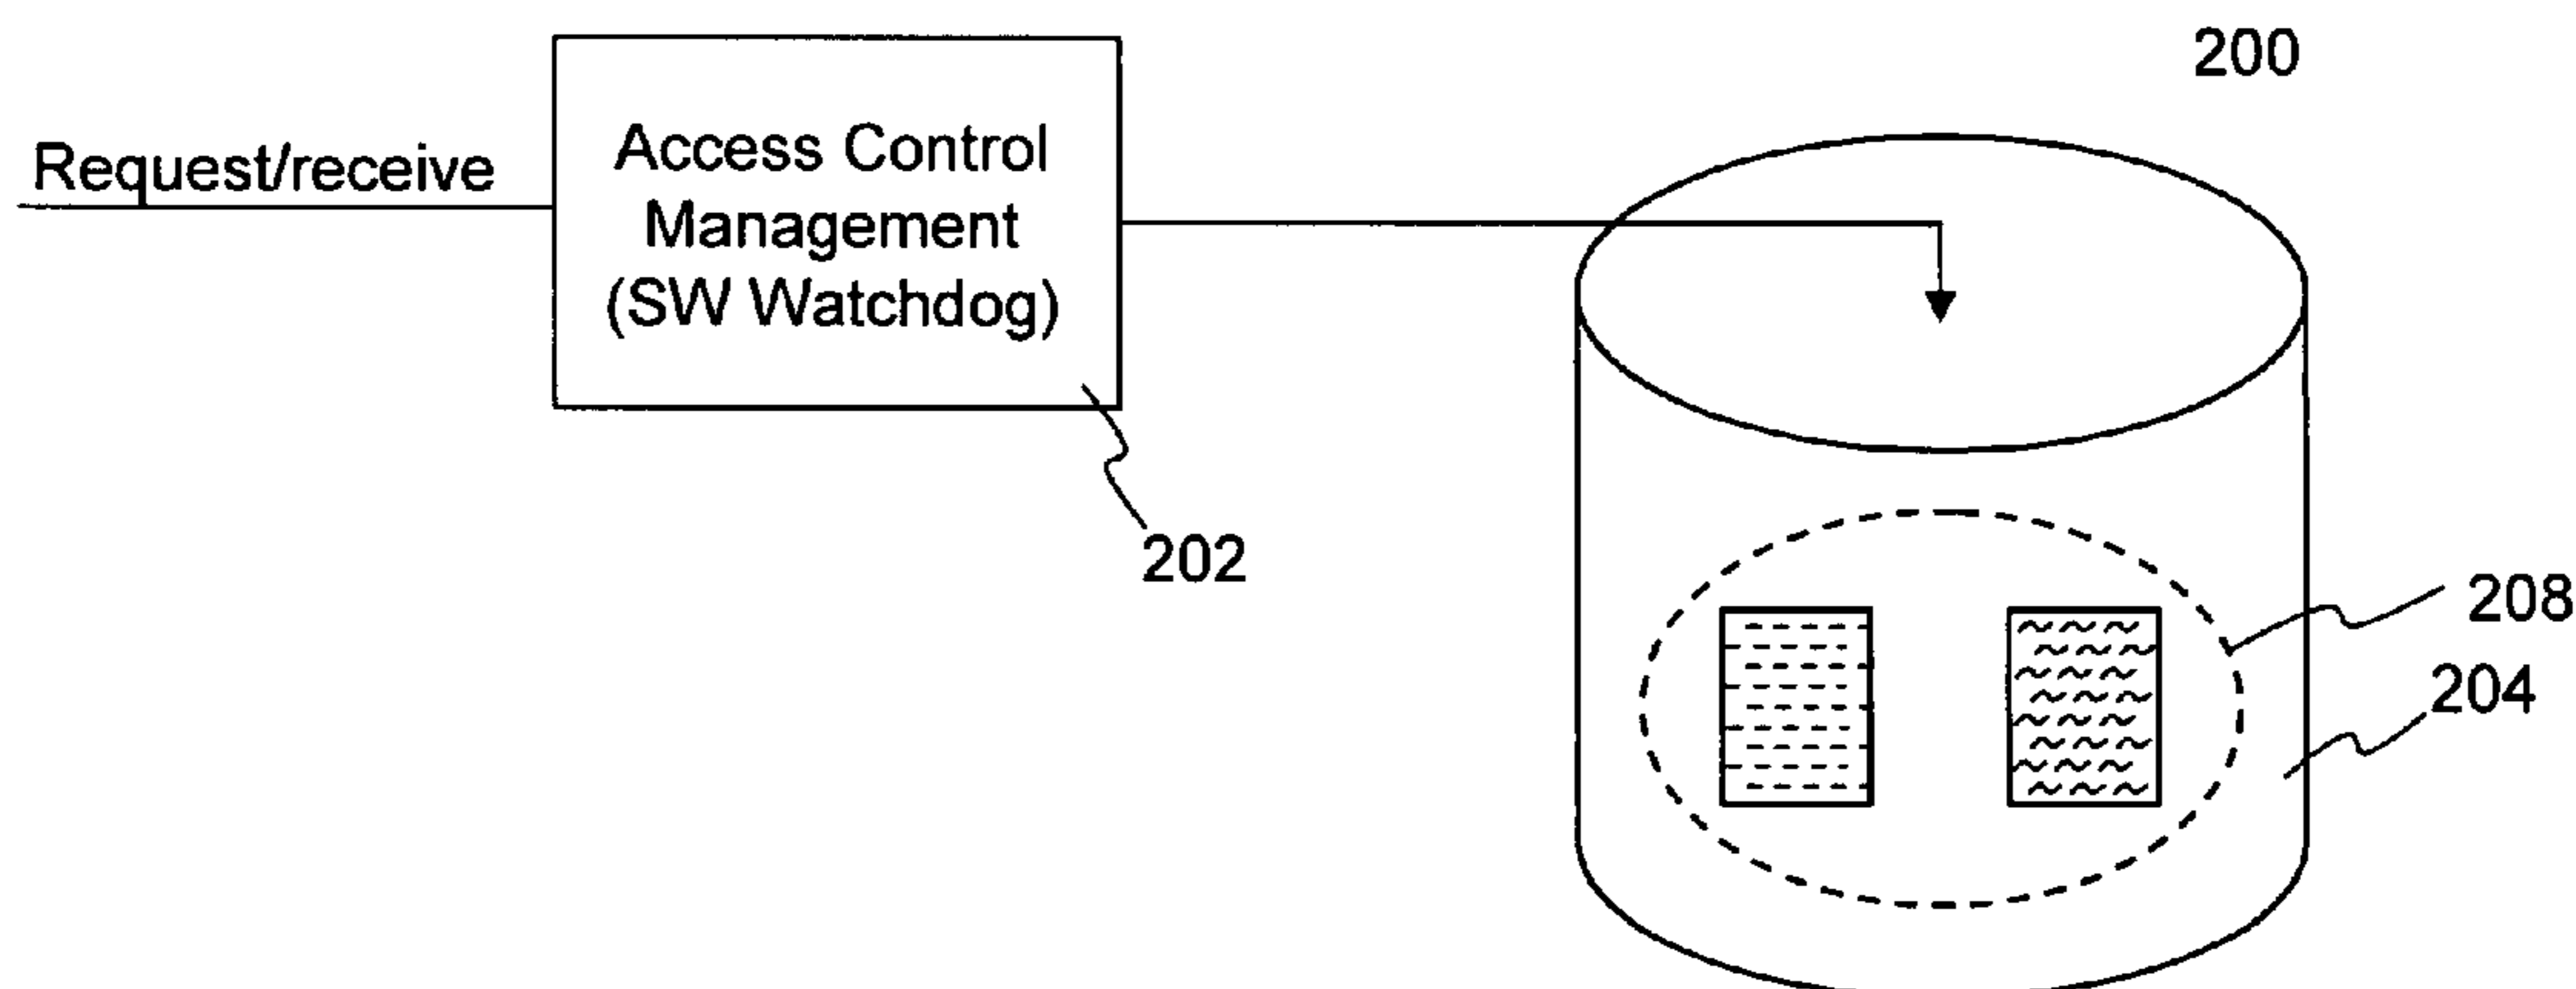 200
Request/receive
Access Control
Management
(SW Watchdog)
202
208
204